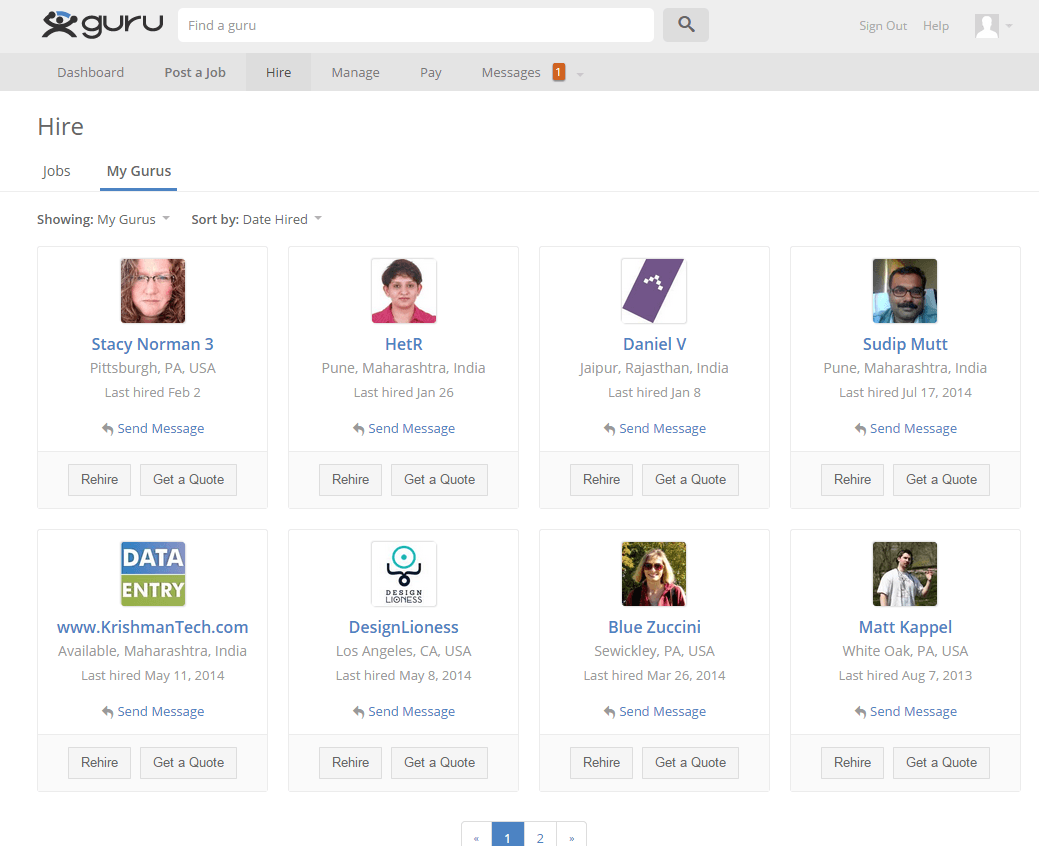 guru
Find a guru
Sign Out Help
Dashboard Post a Job Hire Manage Pay Messages 1
Hire
Jobs My Gurus
Showing: My Gurus Sort by: Date Hired
Stacy Norman 3 HetR Daniel V Sudip Mutt
Pittsburgh, PA, USA Pune, Maharashtra, India Jaipur, Rajasthan, India Pune, Maharashtra, India
Last hired Feb 2 Last hired Jan 26 Last hired Jan 8 Last hired Jul 17, 2014
Send Message Send Message Send Message Send Message
Rehire Get a Quote Rehire Get a Quote Rehire Get a Quote Rehire Get a Quote
DATA
ENTRY
DESIGN
LIONESS
www.KrishmanTech.com DesignLioness Blue Zuccini Matt Kappel
Available, Maharashtra, India Los Angeles, CA, USA Sewickley, PA, USA White Oak, PA, USA
Last hired May 11, 2014 Last hired May 8, 2014 Last hired Mar 26, 2014 Last hired Aug 7, 2013
Send Message Send Message Send Message Send Message
Rehire Get a Quote Rehire Get a Quote Rehire Get a Quote Rehire Get a Quote
« 1 2 »